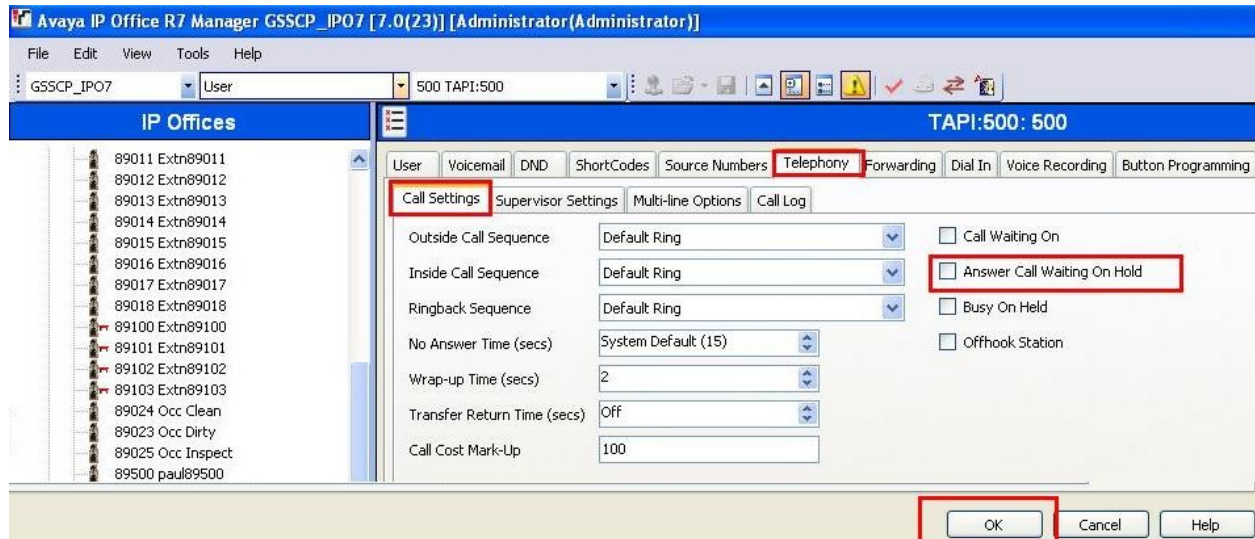 Avaya IP Office R7 Manager GSSCP_IPO7 [7.0(23)] [Administrator(Administrator)]
File Edit View Tools Help
GSSCP_IPO7 User 500 TAPI:500
IP Offices
89011 Extn89011
89012 Extn89012
89013 Extn89013
89014 Extn89014
89015 Extn89015
89016 Extn89016
89017 Extn89017
89018 Extn89018
89100 Extn89100
89101 Extn89101
89102 Extn89102
89103 Extn89103
89024 Occ Clean
89023 Occ Dirty
89025 Occ Inspect
89500 paul89500
TAPI:500: 500
User Voicemail DND ShortCodes Source Numbers Telephony Forwarding Dial In Voice Recording Button Programming
Call Settings Supervisor Settings Multi-line Options Call Log
Outside Call Sequence Default Ring
Inside Call Sequence Default Ring
Ringback Sequence Default Ring
No Answer Time (secs) System Default (15)
Wrap-up Time (secs) 2
Transfer Return Time (secs) Off
Call Cost Mark-Up 100
Call Waiting On
Answer Call Waiting On Hold
Busy On Held
Offhook Station
OK Cancel Help